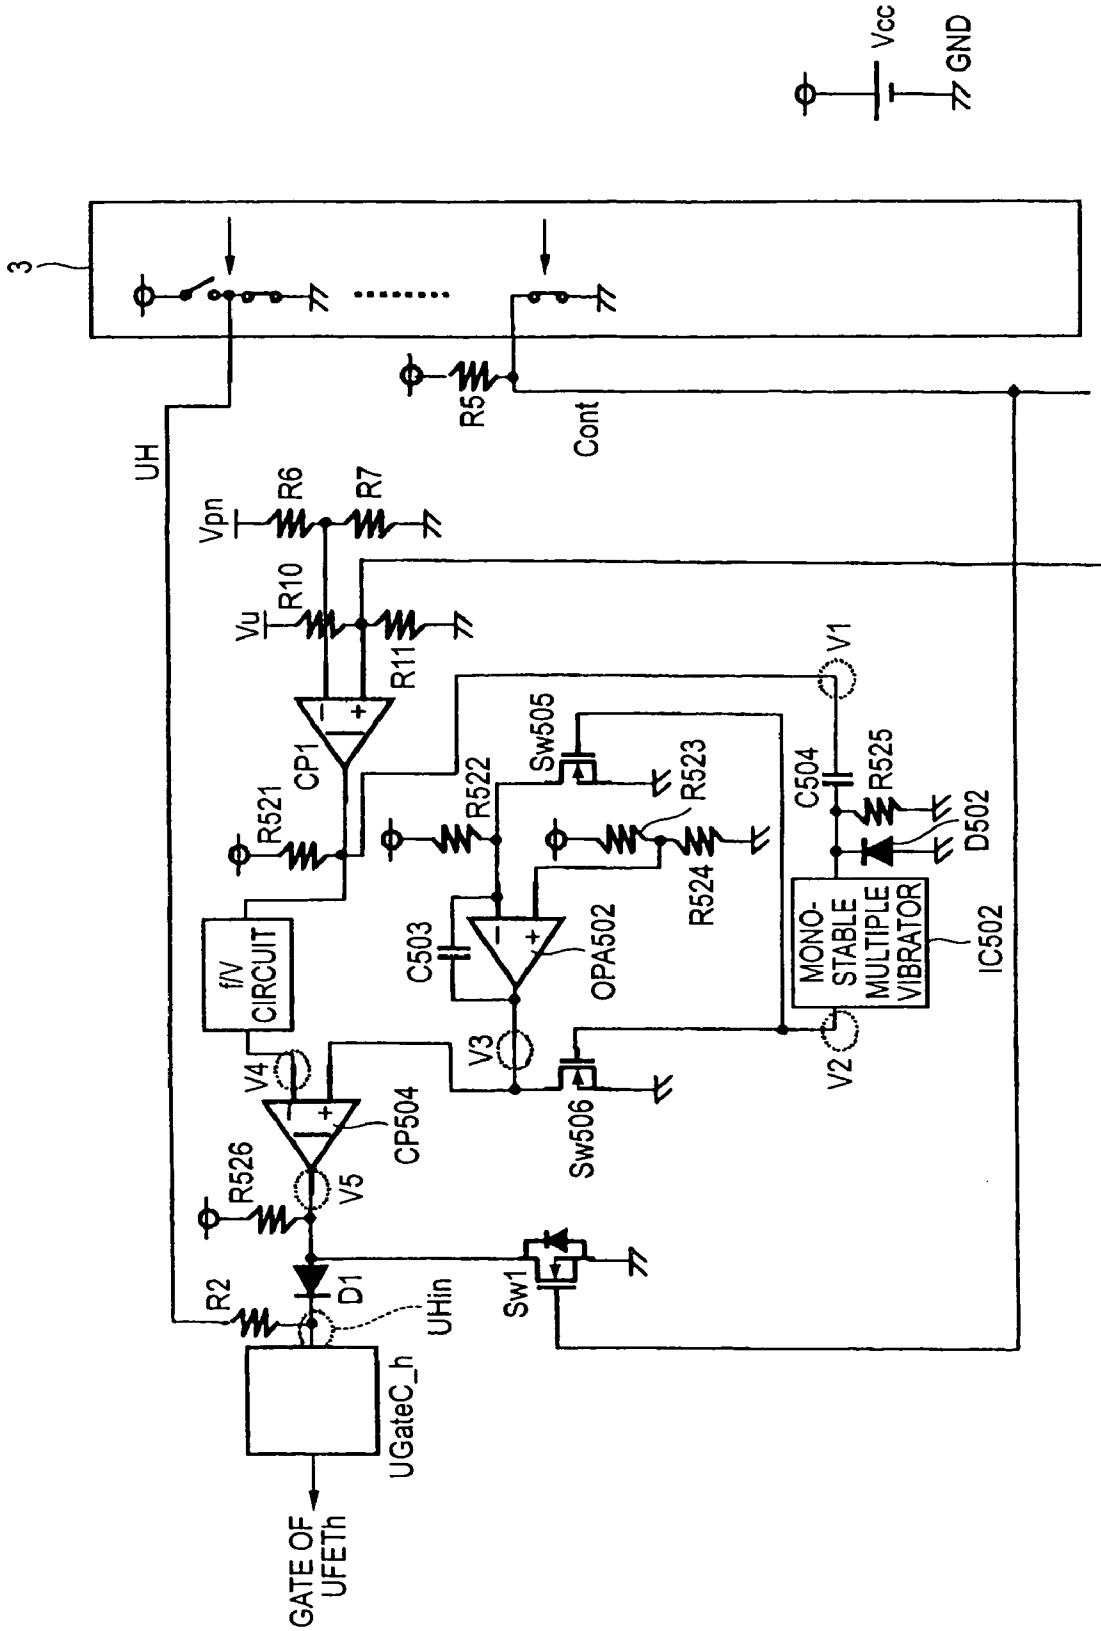 3
UH
Vpn
R6
R7
Vu
R10
R11
R5
Cont
Vcc
GND
CP1
R521
f/V
CIRCUIT
V4
CP504
R526
V5
D1
R2
UHin
UGateC_h
GATE OF
UFETh
Sw1
C503
OPA502
R522
Sw505
R523
R524
V3
Sw506
V1
C504
R525
D502
MONO-
STABLE
MULTIPLE
VIBRATOR
IC502
V2
−
+
−
+
−
+